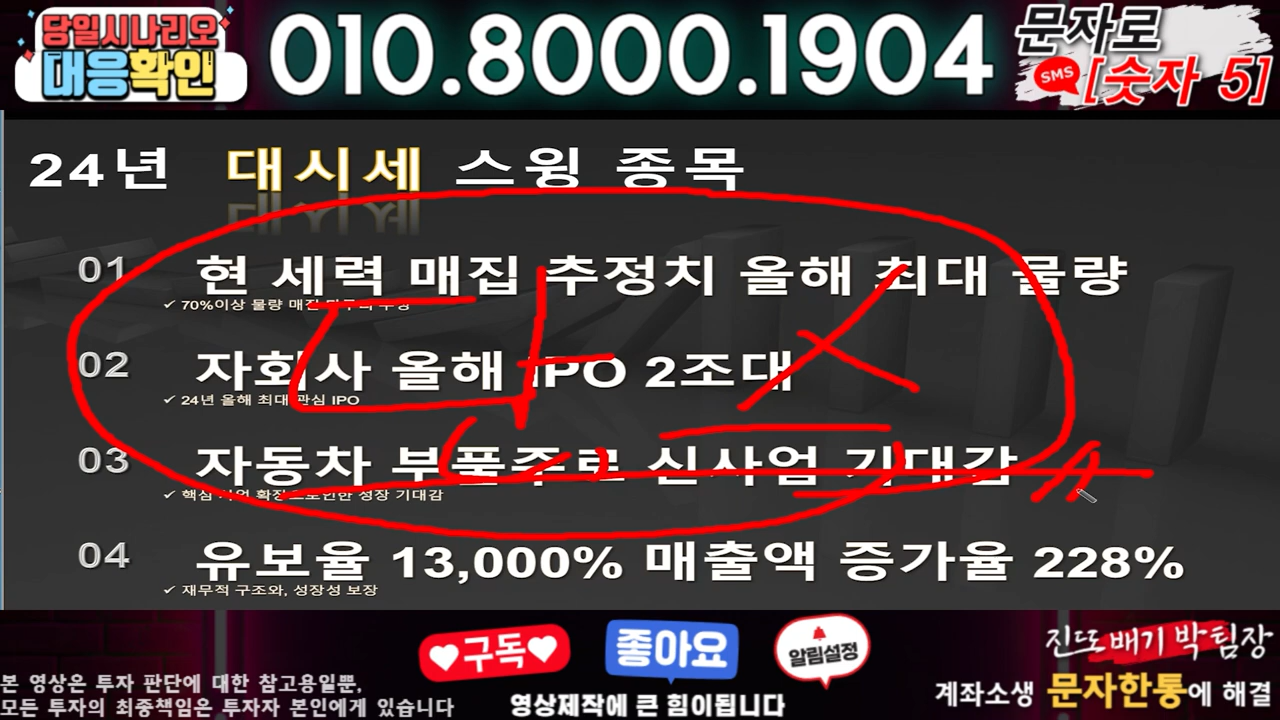 당일시나리오
대응확인
010.8000.1904
문자로
SMS [숫자 5]
24년 대시세 스윙 종목
01 현 세력 매집 추정치 올해 최대 물량
✓ 70%이상 물량 매집
02 자회사 올해 IPO 2조대
✓ 24년 올해 최대 관심 IPO
03 자동차 부품주로 신사업 기대감
✓ 핵심 사업 확장으로인한 성장 기대감
04 유보율 13,000% 매출액 증가율 228%
✓ 재무적 구조와, 성장성 보장
구독
좋아요
알림설정
영상제작에 큰 힘이됩니다
본 영상은 투자 판단에 대한 참고용일뿐,
모든 투자의 최종책임은 투자자 본인에게 있습니다
진또배기 박팀장
계좌소생 문자한통에 해결